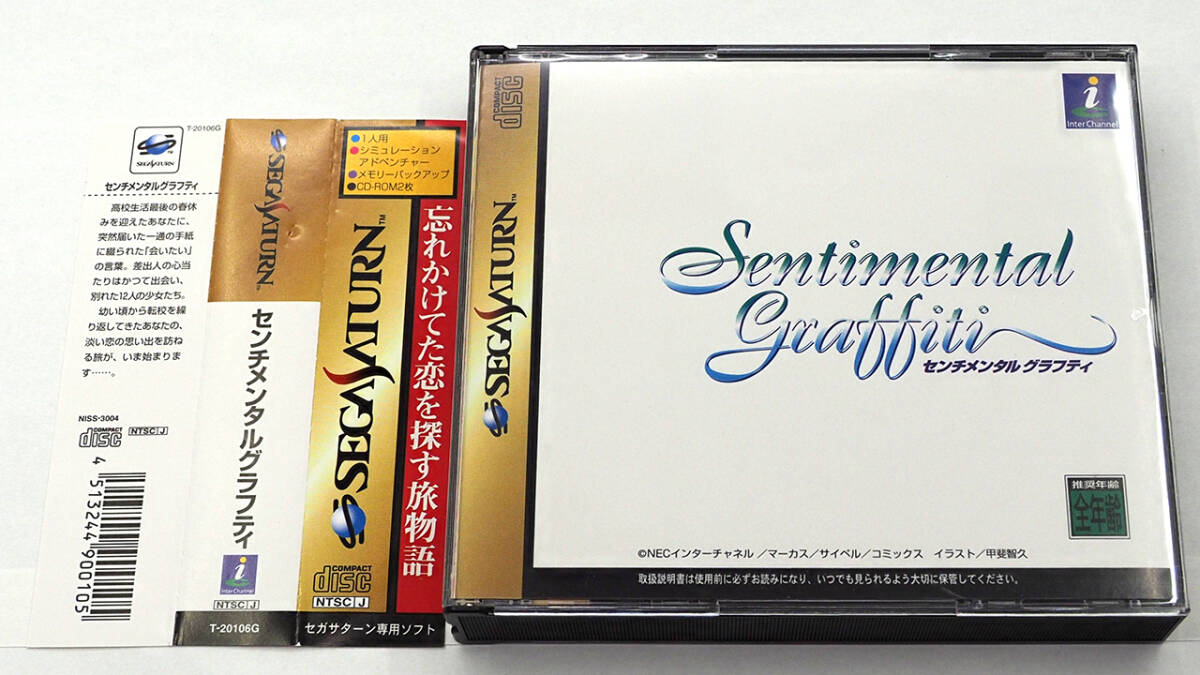 T-20106G
SEGA SATURN™
センチメンタルグラフティ
高校生活最後の春休
みを迎えたあなたに、
突然届いた一通の手紙
に綴られた「会いたい」
の言葉。差出人の心当
たりはかつて出会い、
別れた12人の少女たち。
幼い頃から転校を繰
り返してきたあなたの、
淡い恋の思い出を訪ね
る旅が、いま始まりま
す……。
NISS-3004
COMPACT disc
NTSC J
4513244900105
SEGA SATURN™
センチメンタルグラフティ
i
InterChannel
NTSC J
T-20106G
●1人用
●シミュレーション
アドベンチャー
●メモリーバックアップ
●CD-ROM2枚
SEGA SATURN™
忘れかけてた恋を探す旅物語
COMPACT disc
NTSC J
セガサターン専用ソフト
COMPACT disc
SEGA SATURN™
i
InterChannel
Sentimental
Graffiti
センチメンタル グラフティ
推奨年齢
全年齢
©NECインターチャネル／マーカス／サイベル／コミックス イラスト／甲斐智久
取扱説明書は使用前に必ずお読みになり、いつでも見られるよう大切に保管してください。